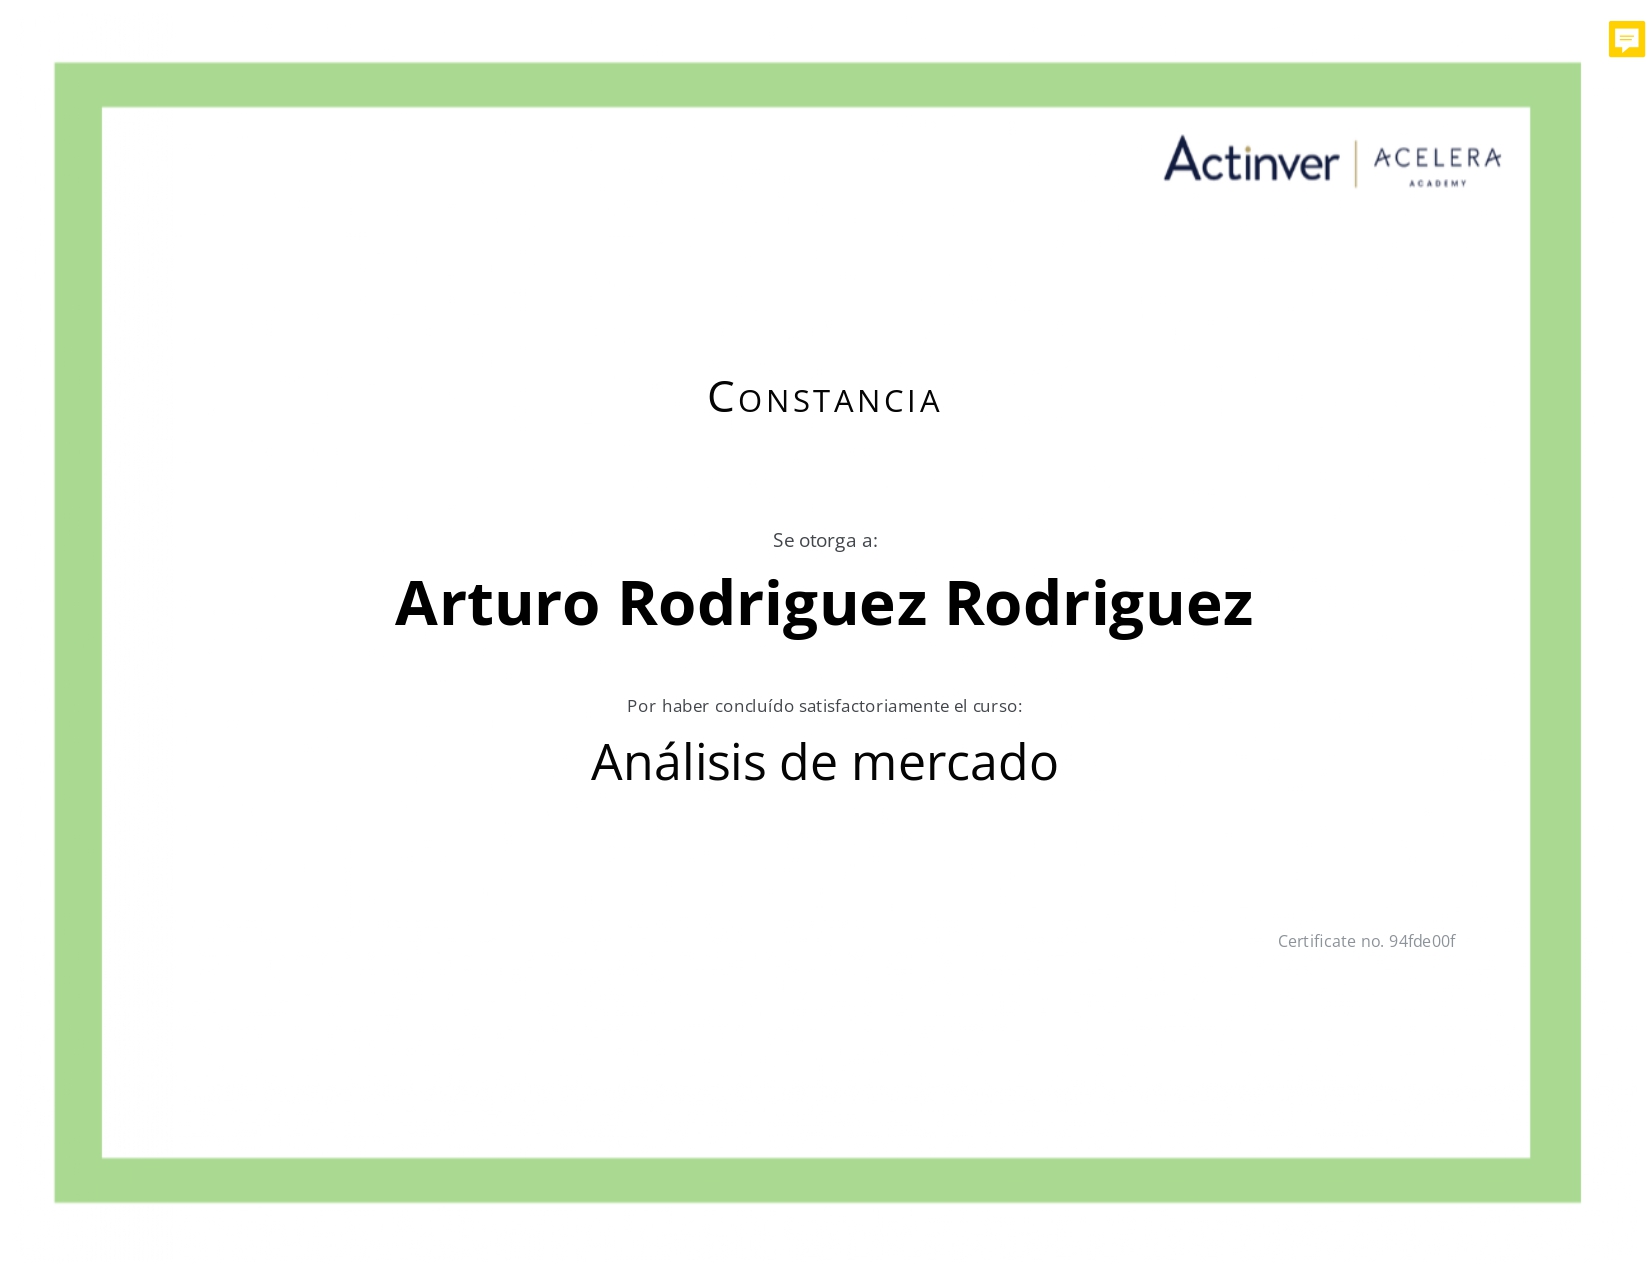 Actinver | ACELERA
ACADEMY
CONSTANCIA
Se otorga a:
Arturo Rodriguez Rodriguez
Por haber concluído satisfactoriamente el curso:
Análisis de mercado
Certificate no. 94fde00f